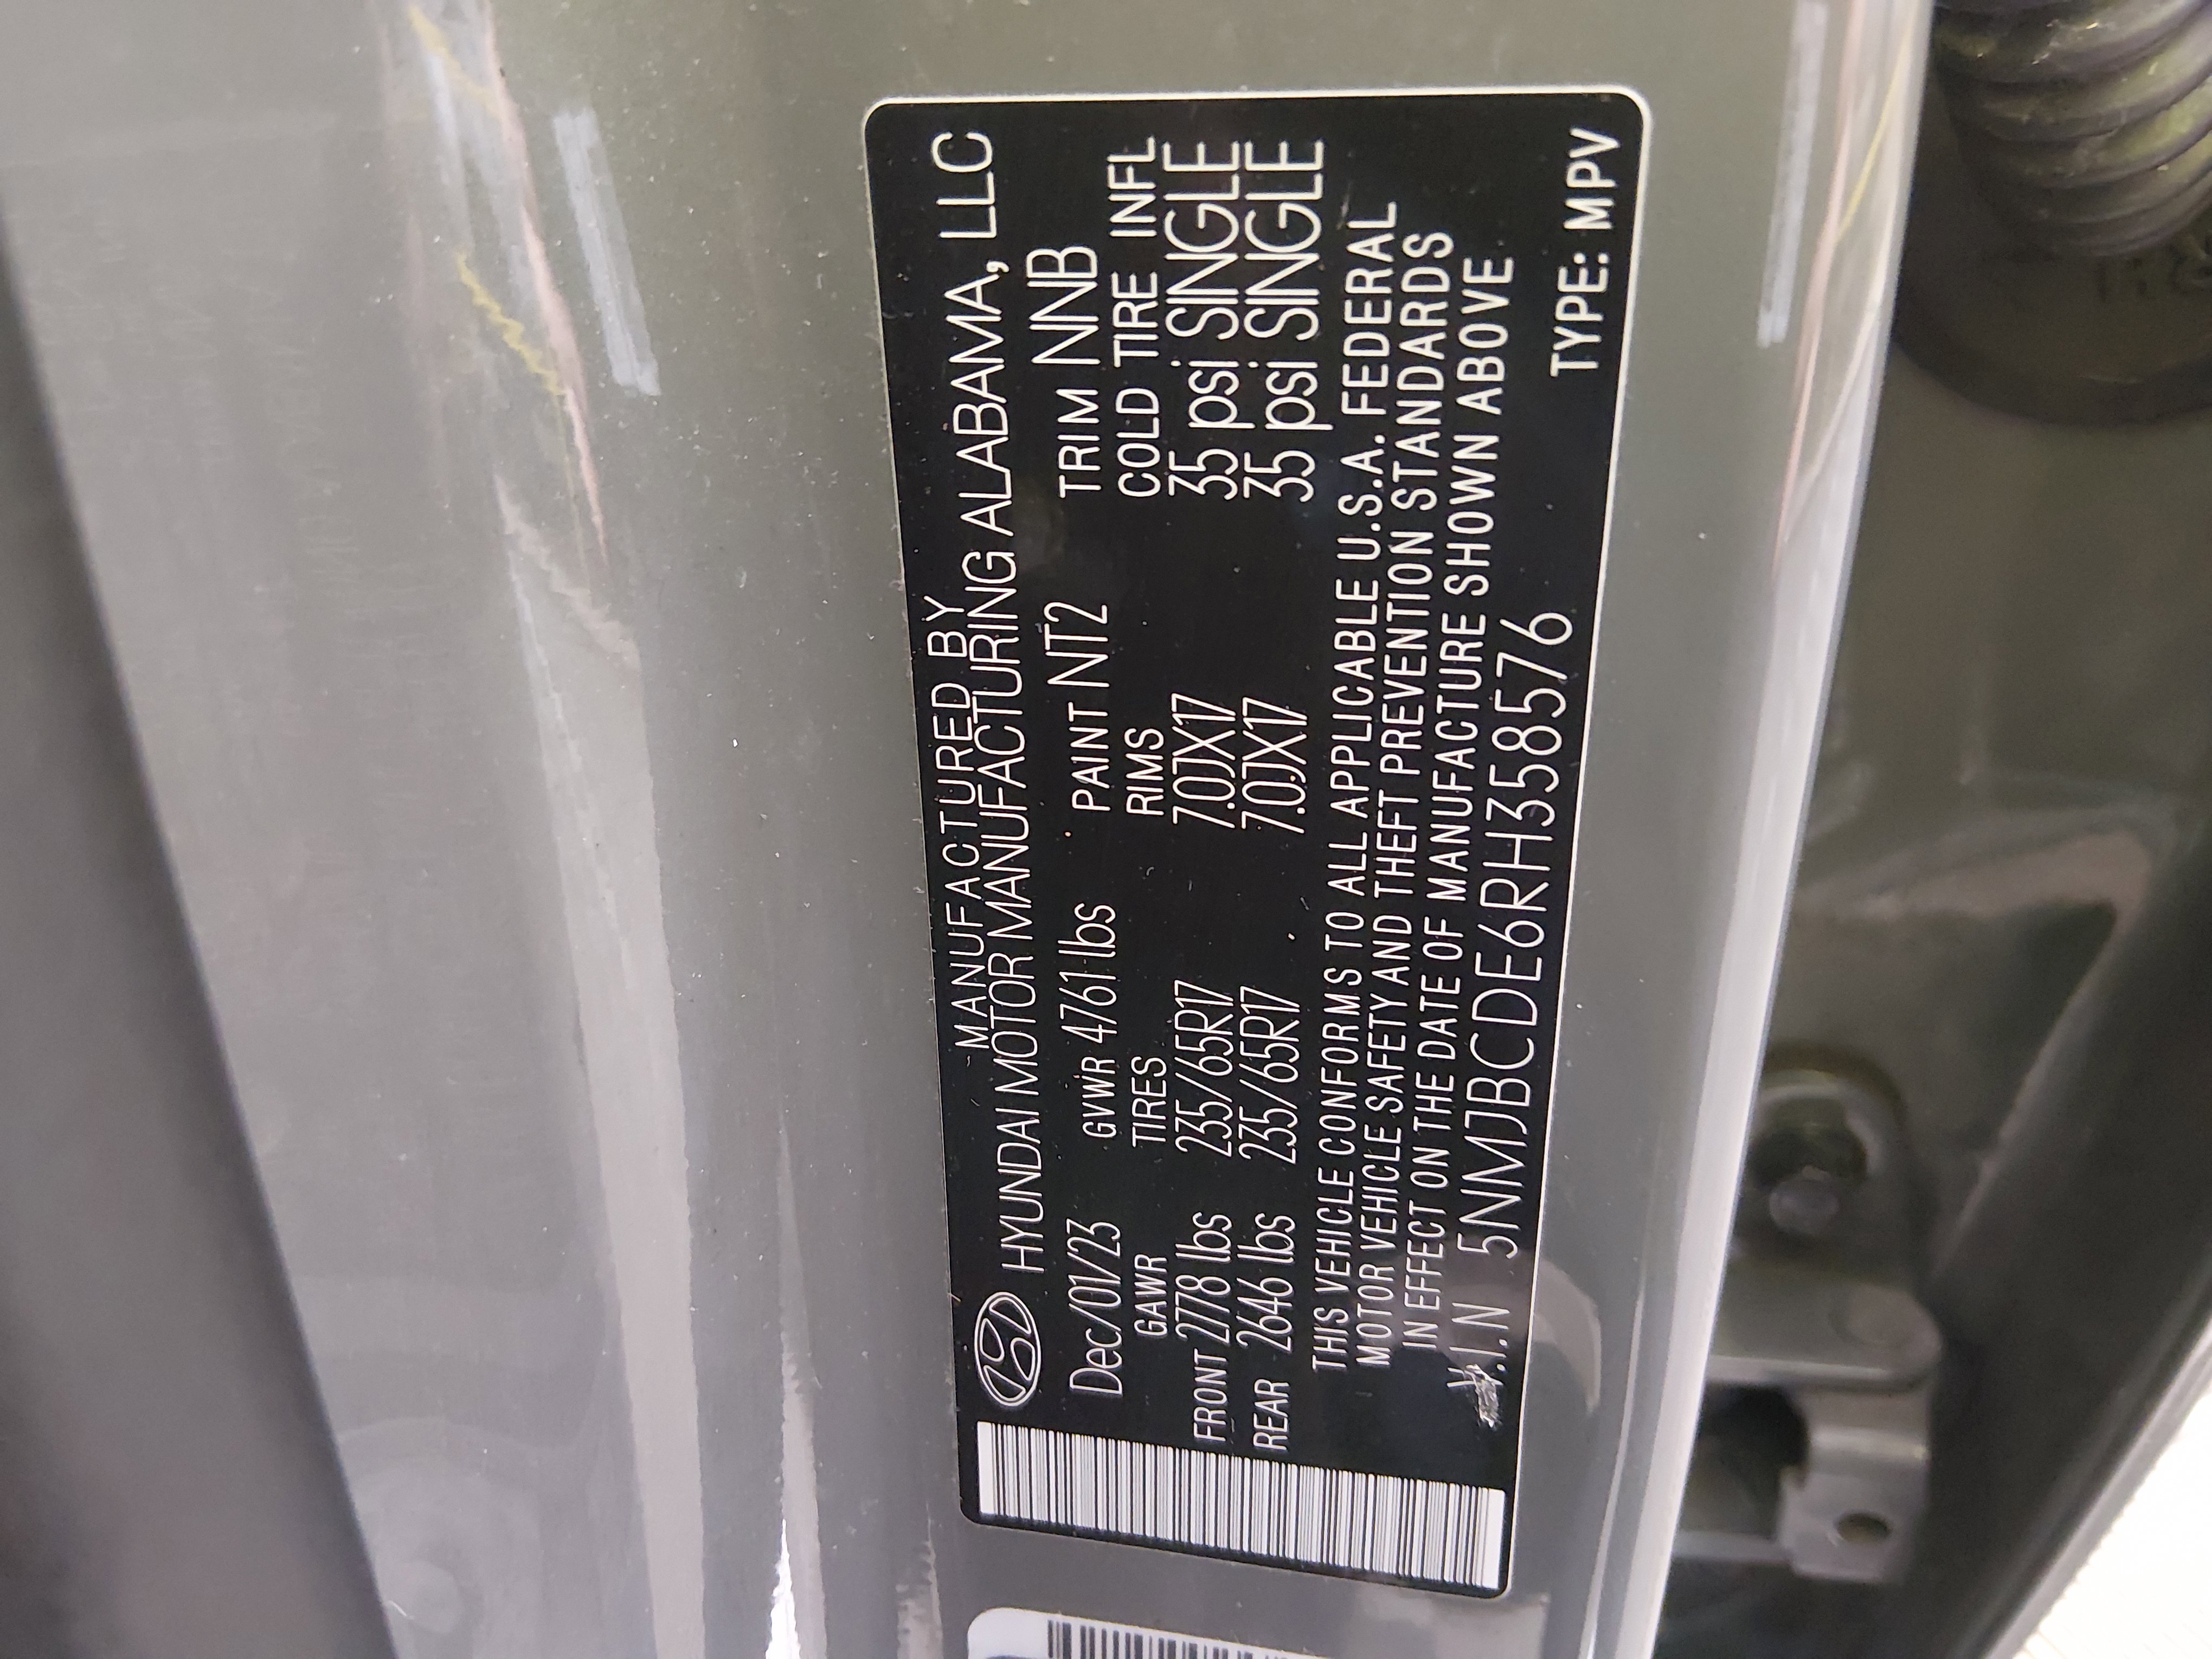 MANUFACTURED BY
HYUNDAI MOTOR MANUFACTURING ALABAMA, LLC
Dec/01/23 GVWR 4761 lbs PAINT NT2 TRIM NNB
GAWR TIRES RIMS COLD TIRE INFL
FRONT 2778 lbs 235/65R17 7.0JX17 35 psi SINGLE
REAR 2646 lbs 235/65R17 7.0JX17 35 psi SINGLE
THIS VEHICLE CONFORMS TO ALL APPLICABLE U.S.A. FEDERAL
MOTOR VEHICLE SAFETY AND THEFT PREVENTION STANDARDS
IN EFFECT ON THE DATE OF MANUFACTURE SHOWN ABOVE
V.I.N 5NMJBCDE6RH358576
TYPE: MPV